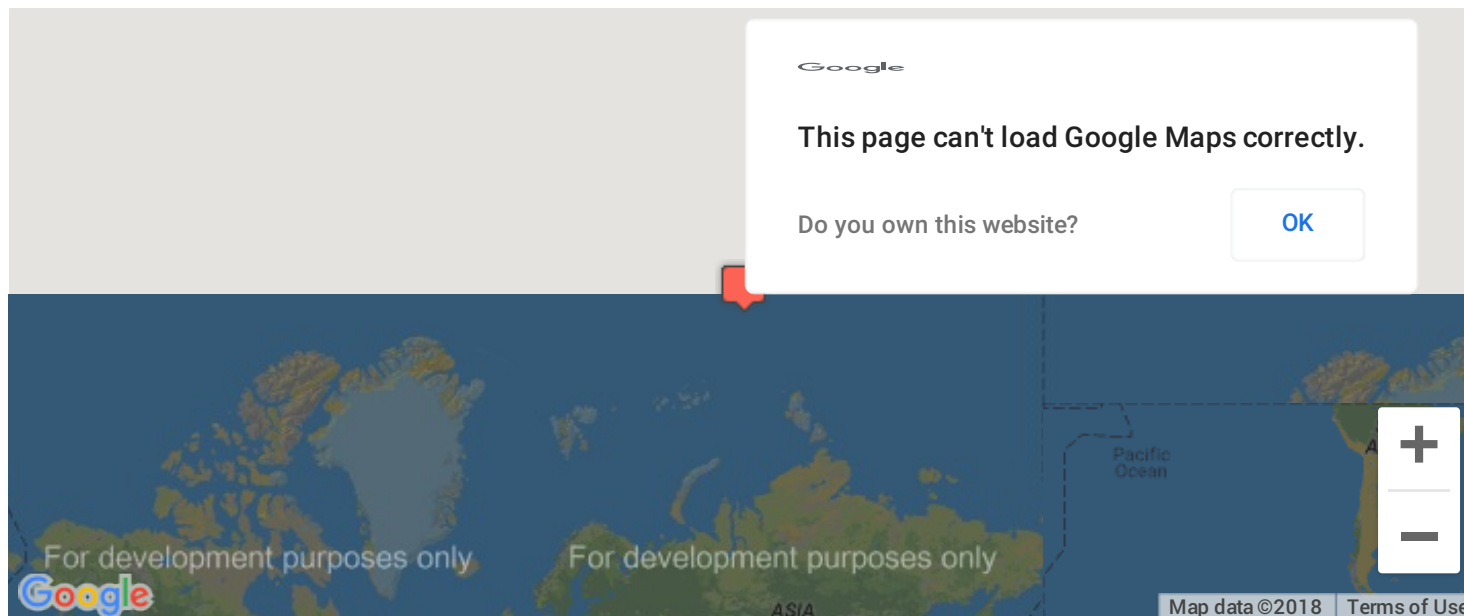 Google
This page can't load Google Maps correctly.
Do you own this website?
OK
Pacific
Ocean
For development purposes only
For development purposes only
Google
ASIA
Map data ©2018
Terms of Use